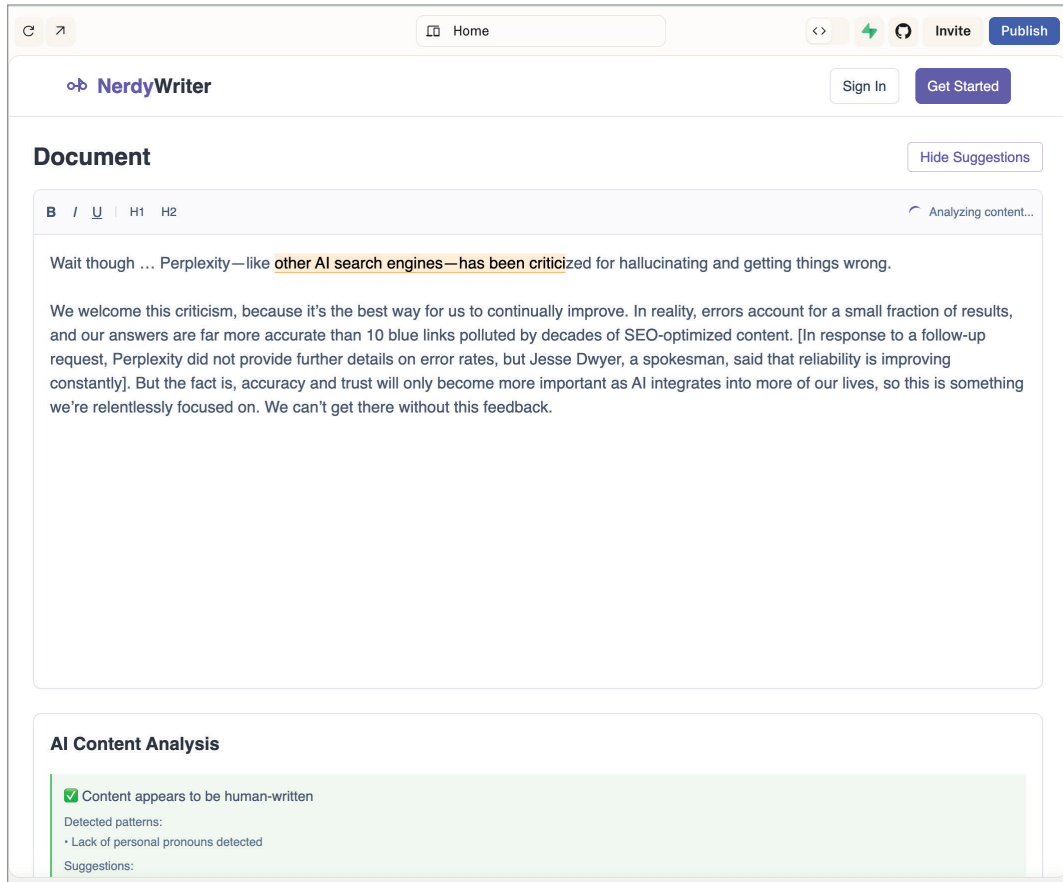 Home
<>
Invite
Publish
NerdyWriter
Sign In
Get Started
Document
Hide Suggestions
B I U H1 H2
Analyzing content...
Wait though … Perplexity—like other AI search engines—has been criticized for hallucinating and getting things wrong.
We welcome this criticism, because it’s the best way for us to continually improve. In reality, errors account for a small fraction of results,
and our answers are far more accurate than 10 blue links polluted by decades of SEO-optimized content. [In response to a follow-up
request, Perplexity did not provide further details on error rates, but Jesse Dwyer, a spokesman, said that reliability is improving
constantly]. But the fact is, accuracy and trust will only become more important as AI integrates into more of our lives, so this is something
we’re relentlessly focused on. We can’t get there without this feedback.
AI Content Analysis
✅ Content appears to be human-written
Detected patterns:
• Lack of personal pronouns detected
Suggestions: